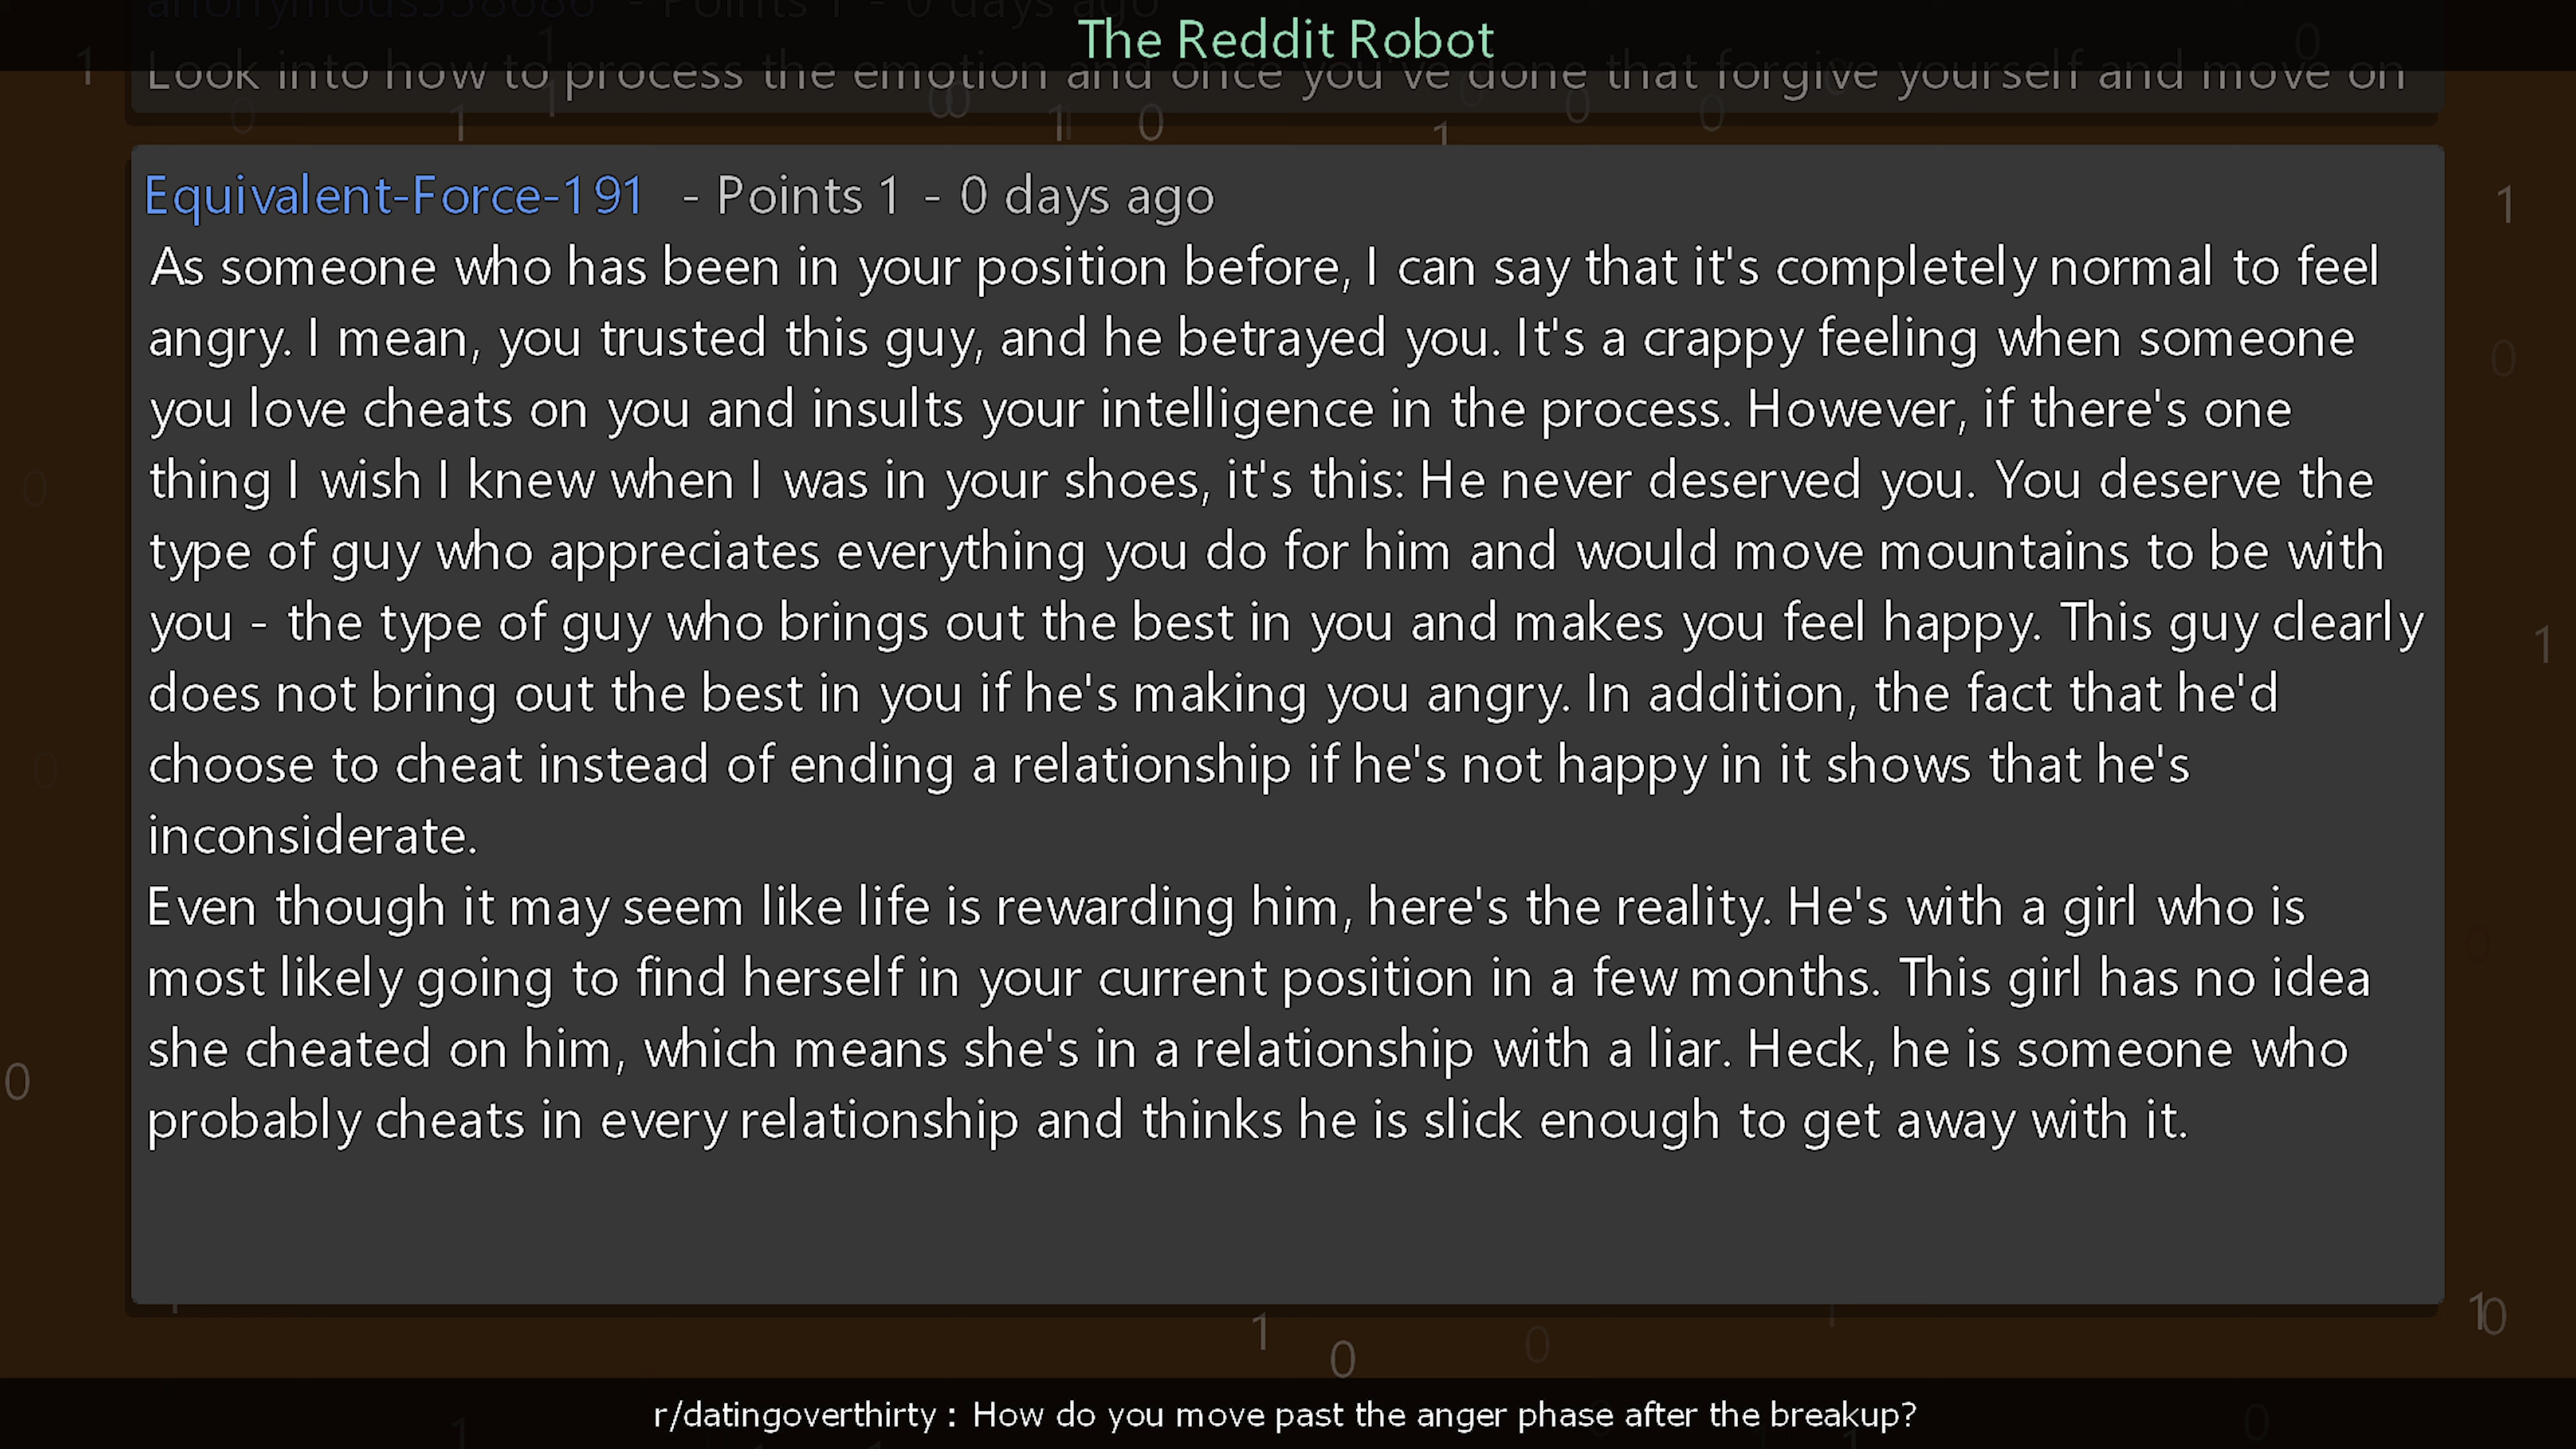 The Reddit Robot
Look into how to process the emotion and once you've done that forgive yourself and move on
Equivalent-Force-191 - Points 1 - 0 days ago
As someone who has been in your position before, I can say that it's completely normal to feel
angry. I mean, you trusted this guy, and he betrayed you. It's a crappy feeling when someone
you love cheats on you and insults your intelligence in the process. However, if there's one
thing I wish I knew when I was in your shoes, it's this: He never deserved you. You deserve the
type of guy who appreciates everything you do for him and would move mountains to be with
you - the type of guy who brings out the best in you and makes you feel happy. This guy clearly
does not bring out the best in you if he's making you angry. In addition, the fact that he'd
choose to cheat instead of ending a relationship if he's not happy in it shows that he's
inconsiderate.
Even though it may seem like life is rewarding him, here's the reality. He's with a girl who is
most likely going to find herself in your current position in a few months. This girl has no idea
she cheated on him, which means she's in a relationship with a liar. Heck, he is someone who
probably cheats in every relationship and thinks he is slick enough to get away with it.
r/datingoverthirty : How do you move past the anger phase after the breakup?